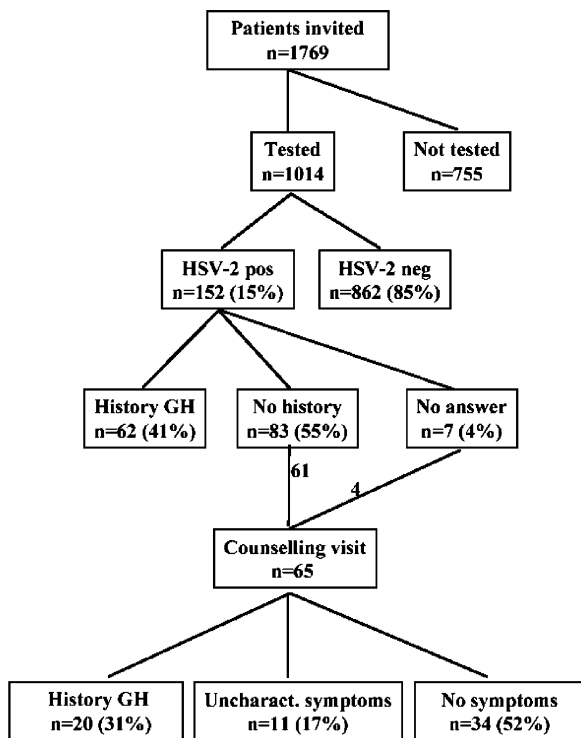 Patients invited
n=1769
Tested
n=1014
Not tested
n=755
HSV-2 pos
n=152 (15%)
HSV-2 neg
n=862 (85%)
History GH
n=62 (41%)
No history
n=83 (55%)
No answer
n=7 (4%)
61
4
Counselling visit
n=65
History GH
n=20 (31%)
Uncharact. symptoms
n=11 (17%)
No symptoms
n=34 (52%)